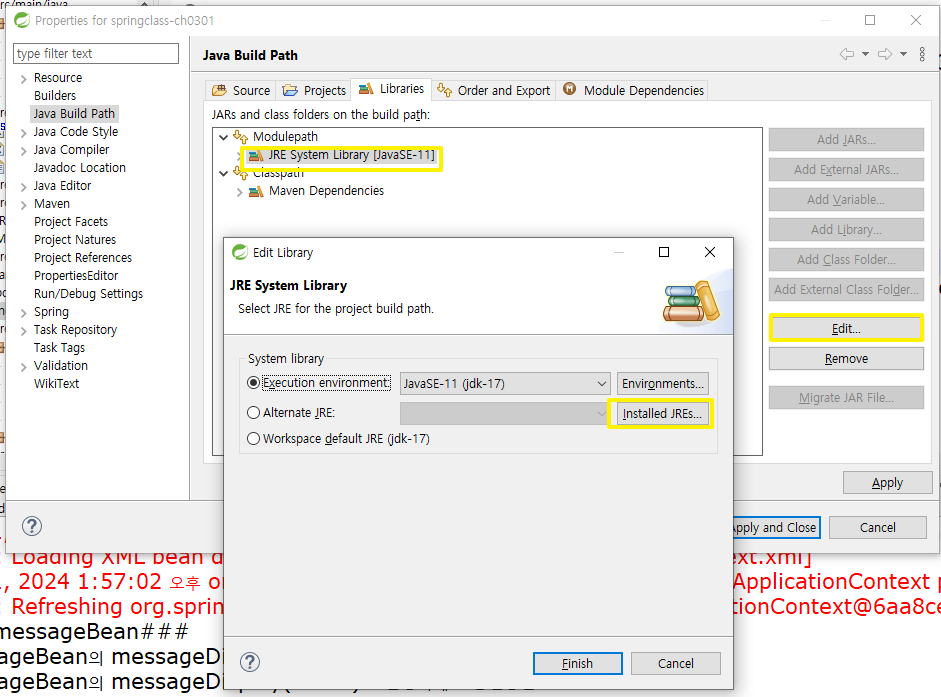 src/main/java
Properties for springclass-ch0301
type filter text
Resource
Builders
Java Build Path
Java Code Style
Java Compiler
Javadoc Location
Java Editor
Maven
Project Facets
Project Natures
Project References
PropertiesEditor
Run/Debug Settings
Spring
Task Repository
Task Tags
Validation
WikiText
Java Build Path
Source Projects Libraries Order and Export Module Dependencies
JARs and class folders on the build path:
Modulepath
JRE System Library [JavaSE-11]
Classpath
Maven Dependencies
Add JARs...
Add External JARs...
Add Variable...
Add Library...
Add Class Folder...
Add External Class Folder...
Edit...
Remove
Migrate JAR File...
Apply
Apply and Close
Cancel
Edit Library
JRE System Library
Select JRE for the project build path.
System library
Execution environment: JavaSE-11 (jdk-17) Environments...
Alternate JRE: Installed JREs...
Workspace default JRE (jdk-17)
Finish Cancel
: Loading XML bean d ext.xml]
, 2024 1:57:02 오후 or ApplicationContext p
: Refreshing org.sprin tionContext@6aa8ce
messageBean###
ageBean의 messageDi
sageBean의